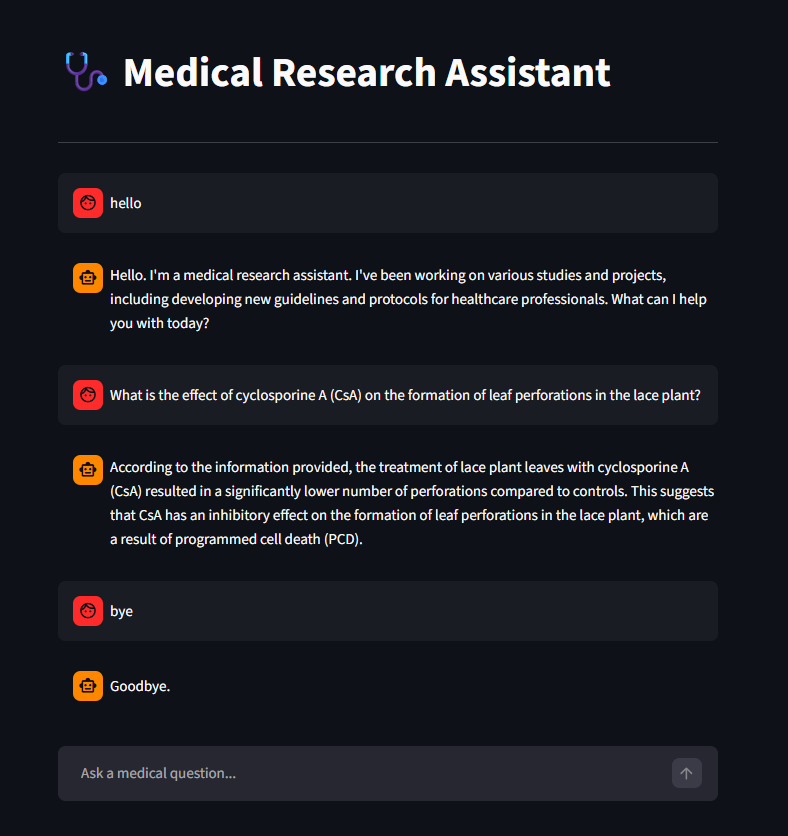 Medical Research Assistant
hello
Hello. I'm a medical research assistant. I've been working on various studies and projects,
including developing new guidelines and protocols for healthcare professionals. What can I help
you with today?
What is the effect of cyclosporine A (CsA) on the formation of leaf perforations in the lace plant?
According to the information provided, the treatment of lace plant leaves with cyclosporine A
(CsA) resulted in a significantly lower number of perforations compared to controls. This suggests
that CsA has an inhibitory effect on the formation of leaf perforations in the lace plant, which are
a result of programmed cell death (PCD).
bye
Goodbye.
Ask a medical question...